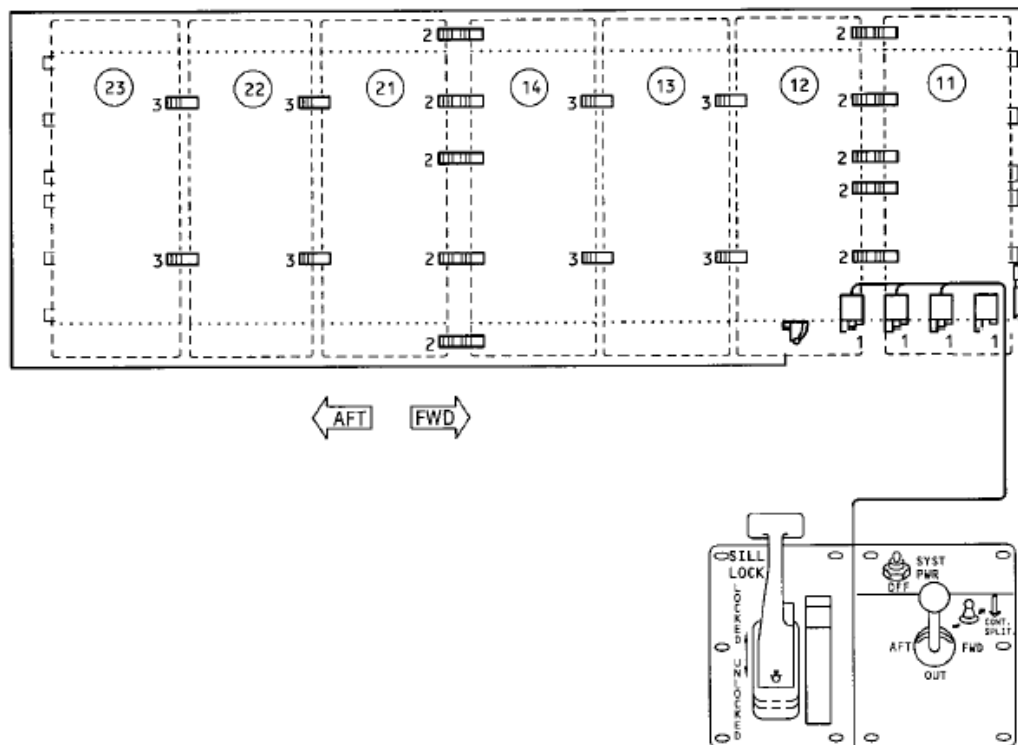 2 2
23 22 21 14 13 12 11
3 3 2 3 3 2
2 2
2
3 3 2 3 3 2
1 1 1 1
2
AFT FWD
SILL LOCK
LOCKED UNLOCKED
SYST PWR
OFF
CONT. SPLIT.
AFT FWD
OUT